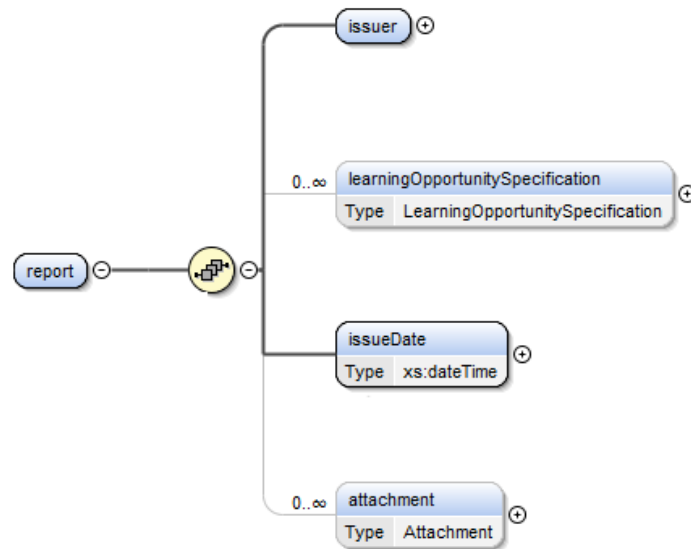 issuer
0..∞
learningOpportunitySpecification
Type LearningOpportunitySpecification
report
issueDate
Type xs:dateTime
0..∞
attachment
Type Attachment